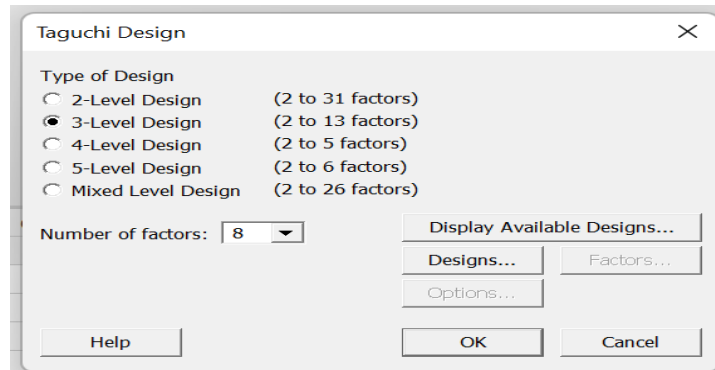 Taguchi Design
Type of Design
2-Level Design (2 to 31 factors)
3-Level Design (2 to 13 factors)
4-Level Design (2 to 5 factors)
5-Level Design (2 to 6 factors)
Mixed Level Design (2 to 26 factors)
Number of factors: 8
Display Available Designs...
Designs... Factors...
Options...
Help OK Cancel